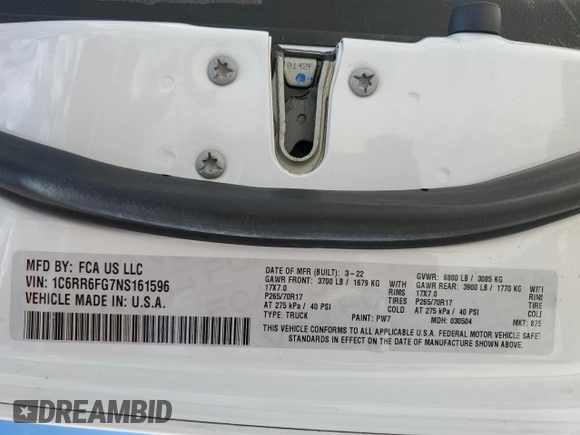 0142F
MFD BY: FCA US LLC
VIN: 1C6RR6FG7NS161596
VEHICLE MADE IN: U.S.A.
DATE OF MFR (BUILT): 3-22 GVWR: 6800 LB / 3085 KG
GAWR FRONT: 3700 LB / 1679 KG GAWR REAR: 3900 LB / 1770 KG
17X7.0 17X7.0 RIMS
P265/70R17 P265/70R17 TIRE
AT 275 kPa / 40 PSI AT 275 kPa / 40 PSI COLD
TYPE: TRUCK PAINT: PW7 MDH: 030504 MKT: 875
THIS VEHICLE CONFORMS TO ALL APPLICABLE U.S.A. FEDERAL MOTOR VEHICLE SAFET
STANDARDS IN EFFECT ON THE DATE OF MANUFACTURE SHOWN ABOVE.
DREAMBID